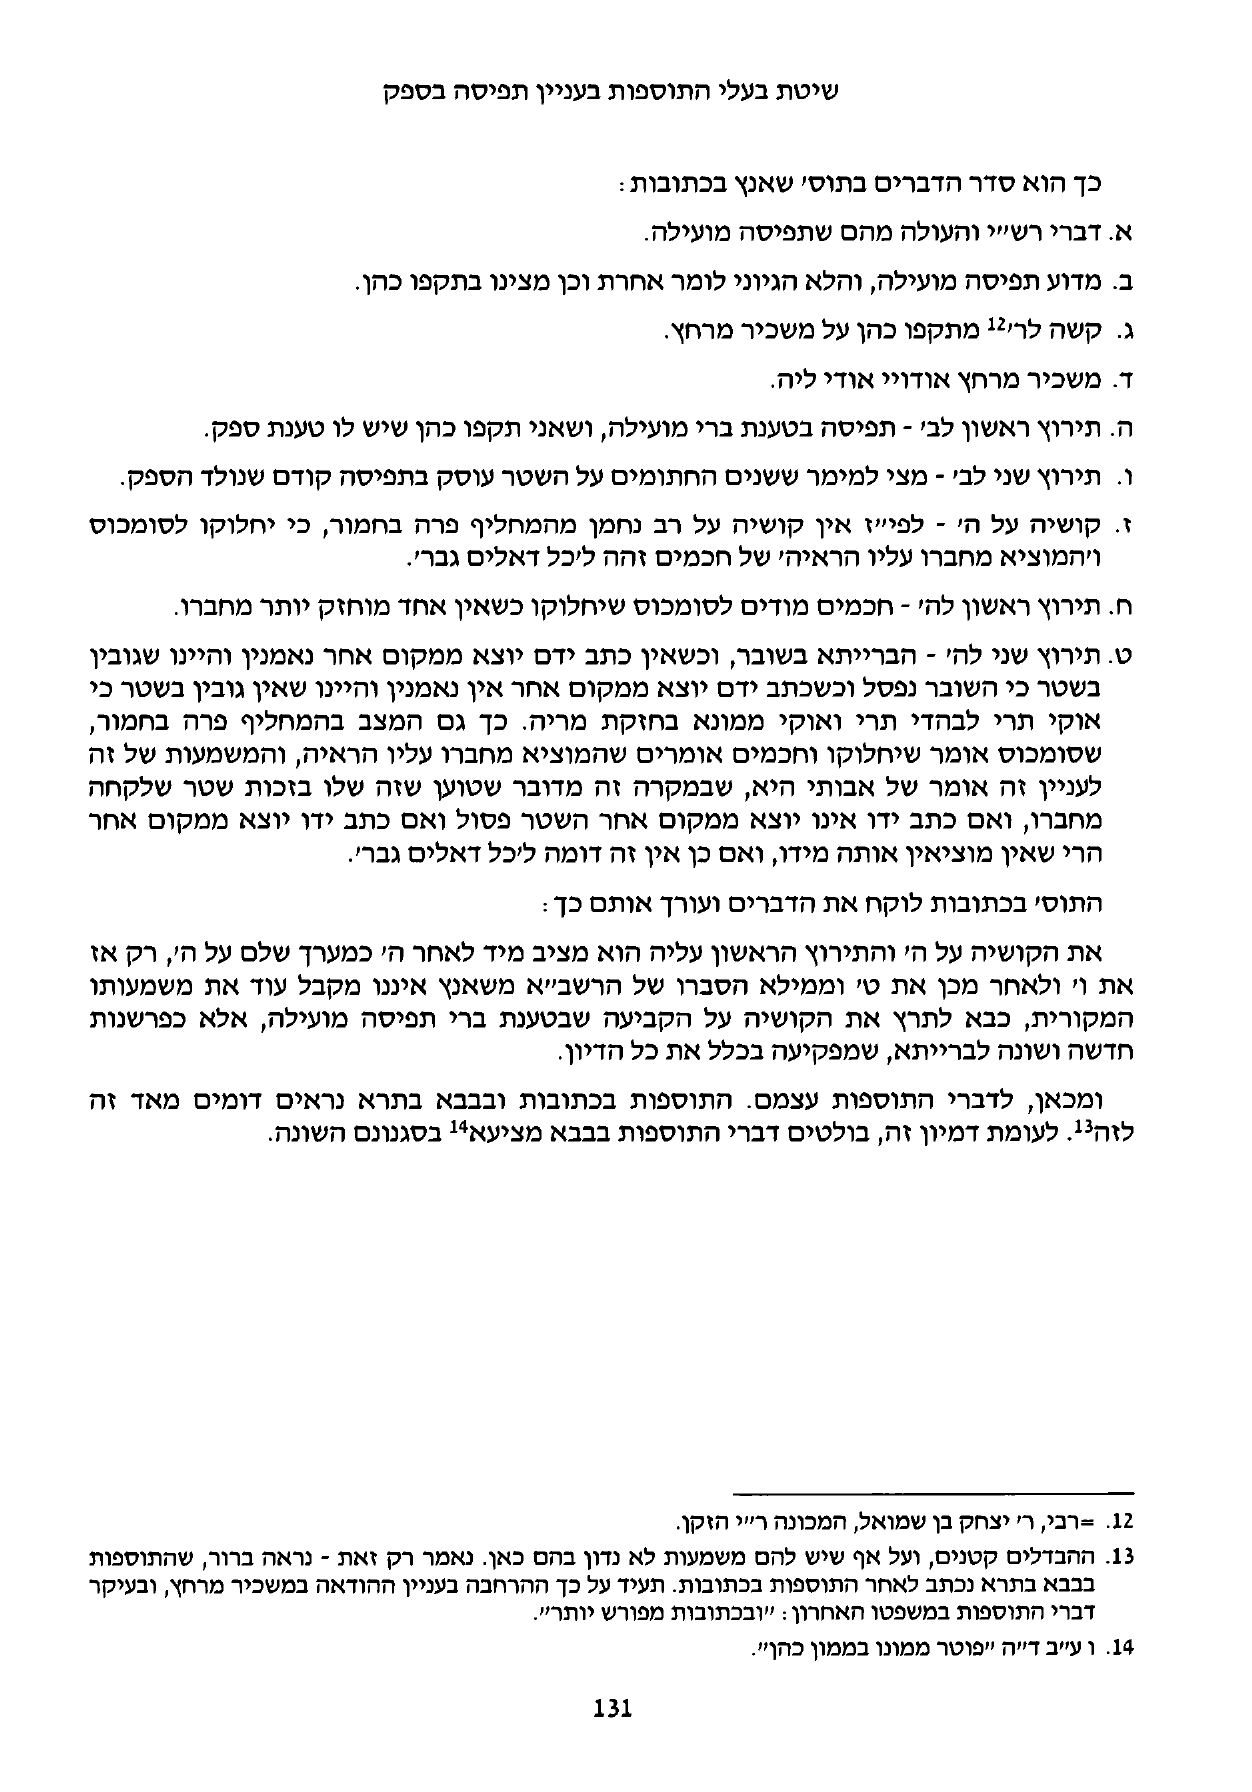 שיטת בעלי התוספות בעניין תפיסה בספק
כך הוא סדר הדברים בתוס' שאנץ בכתובות:
א. דברי רש"י והעולה מהם שתפיסה מועילה.
ב. מדוע תפיסה מועילה, והלא הגיוני לומר אחרת וכן מצינו בתקפו כהן.
ג. קשה לר'12 מתקפו כהן על משכיר מרחץ.
ד. משכיר מרחץ אודויי אודי ליה.
ה. תירוץ ראשון לב' - תפיסה בטענת ברי מועילה, ושאני תקפו כהן שיש לו טענת ספק.
ו. תירוץ שני לב' - מצי למימר ששנים החתומים על השטר עוסק בתפיסה קודם שנולד הספק.
ז. קושיה על ה' - לפי"ז אין קושיה על רב נחמן מהמחליף פרה בחמור, כי יחלוקו לסומכוס
ו'המוציא מחברו עליו הראיה' של חכמים זהה ל'כל דאלים גבר'.
ח. תירוץ ראשון לה' - חכמים מודים לסומכוס שיחלוקו כשאין אחד מוחזק יותר מחברו.
ט. תירוץ שני לה' - הברייתא בשובר, וכשאין כתב ידם יוצא ממקום אחר נאמנין והיינו שגובין
בשטר כי השובר נפסל וכשכתב ידם יוצא ממקום אחר אין נאמנין והיינו שאין גובין בשטר כי
אוקי תרי לבהדי תרי ואוקי ממונא בחזקת מריה. כך גם המצב בהמחליף פרה בחמור,
שסומכוס אומר שיחלוקו וחכמים אומרים שהמוציא מחברו עליו הראיה, והמשמעות של זה
לעניין זה אומר של אבותי היא, שבמקרה זה מדובר שטוען שזה שלו בזכות שטר שלקחה
מחברו, ואם כתב ידו אינו יוצא ממקום אחר השטר פסול ואם כתב ידו יוצא ממקום אחר
הרי שאין מוציאין אותה מידו, ואם כן אין זה דומה ל'כל דאלים גבר'.
התוס' בכתובות לוקח את הדברים ועורך אותם כך:
את הקושיה על ה' והתירוץ הראשון עליה הוא מציב מיד לאחר ה' כמערך שלם על ה', רק אז
את ו' ולאחר מכן את ט' וממילא הסברו של הרשב"א משאנץ איננו מקבל עוד את משמעותו
המקורית, כבא לתרץ את הקושיה על הקביעה שבטענת ברי תפיסה מועילה, אלא כפרשנות
חדשה ושונה לברייתא, שמפקיעה בכלל את כל הדיון.
ומכאן, לדברי התוספות עצמם. התוספות בכתובות ובבבא בתרא נראים דומים מאד זה
לזה13. לעומת דמיון זה, בולטים דברי התוספות בבבא מציעא14 בסגנונם השונה.
12. =רבי, ר' יצחק בן שמואל, המכונה ר"י הזקן.
13. ההבדלים קטנים, ועל אף שיש להם משמעות לא נדון בהם כאן. נאמר רק זאת - נראה ברור, שהתוספות
בבבא בתרא נכתב לאחר התוספות בכתובות. תעיד על כך ההרחבה בעניין ההודאה במשכיר מרחץ, ובעיקר
דברי התוספות במשפטו האחרון: "ובכתובות מפורש יותר".
14. ו ע"ב ד"ה "פוטר ממונו בממון כהן".
131